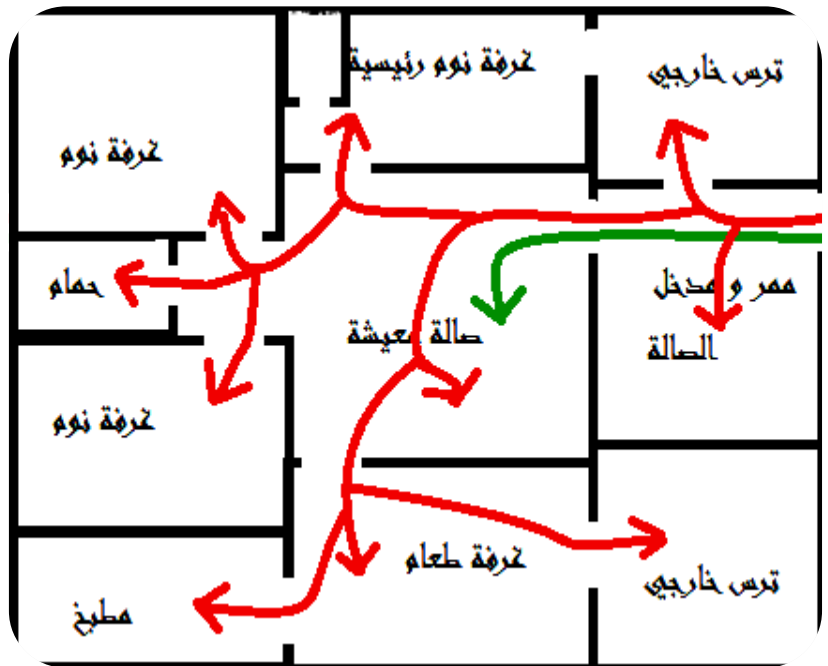 غرفة نوم رئيسية
ترس خارجي
غرفة نوم
حمام
ممر و مدخل
الصالة
صالة معيشة
غرفة نوم
غرفة طعام
ترس خارجي
مطبخ